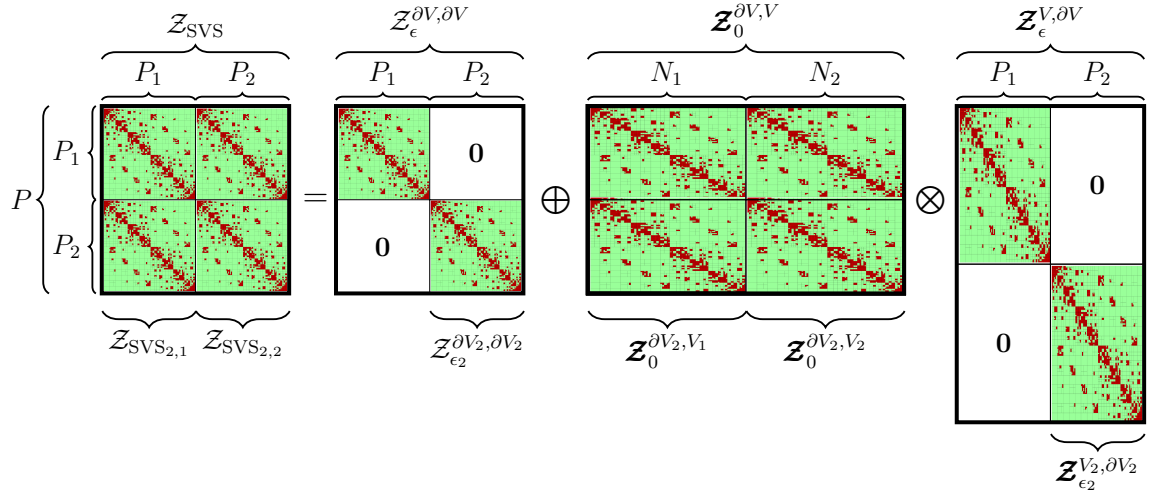 𝒵_SVS 𝒵_ϵ^{∂V,∂V} 𝓩_0^{∂V,V} 𝓩_ϵ^{V,∂V}
P_1 P_2 P_1 P_2 N_1 N_2 P_1 P_2
P P_1 0 0
= ⊕ ⊗
P_2 0
𝒵_{SVS_{2,1}} 𝒵_{SVS_{2,2}} 𝒵_{ϵ_2}^{∂V_2,∂V_2} 𝓩_0^{∂V_2,V_1} 𝓩_0^{∂V_2,V_2} 0
𝓩_{ϵ_2}^{V_2,∂V_2}